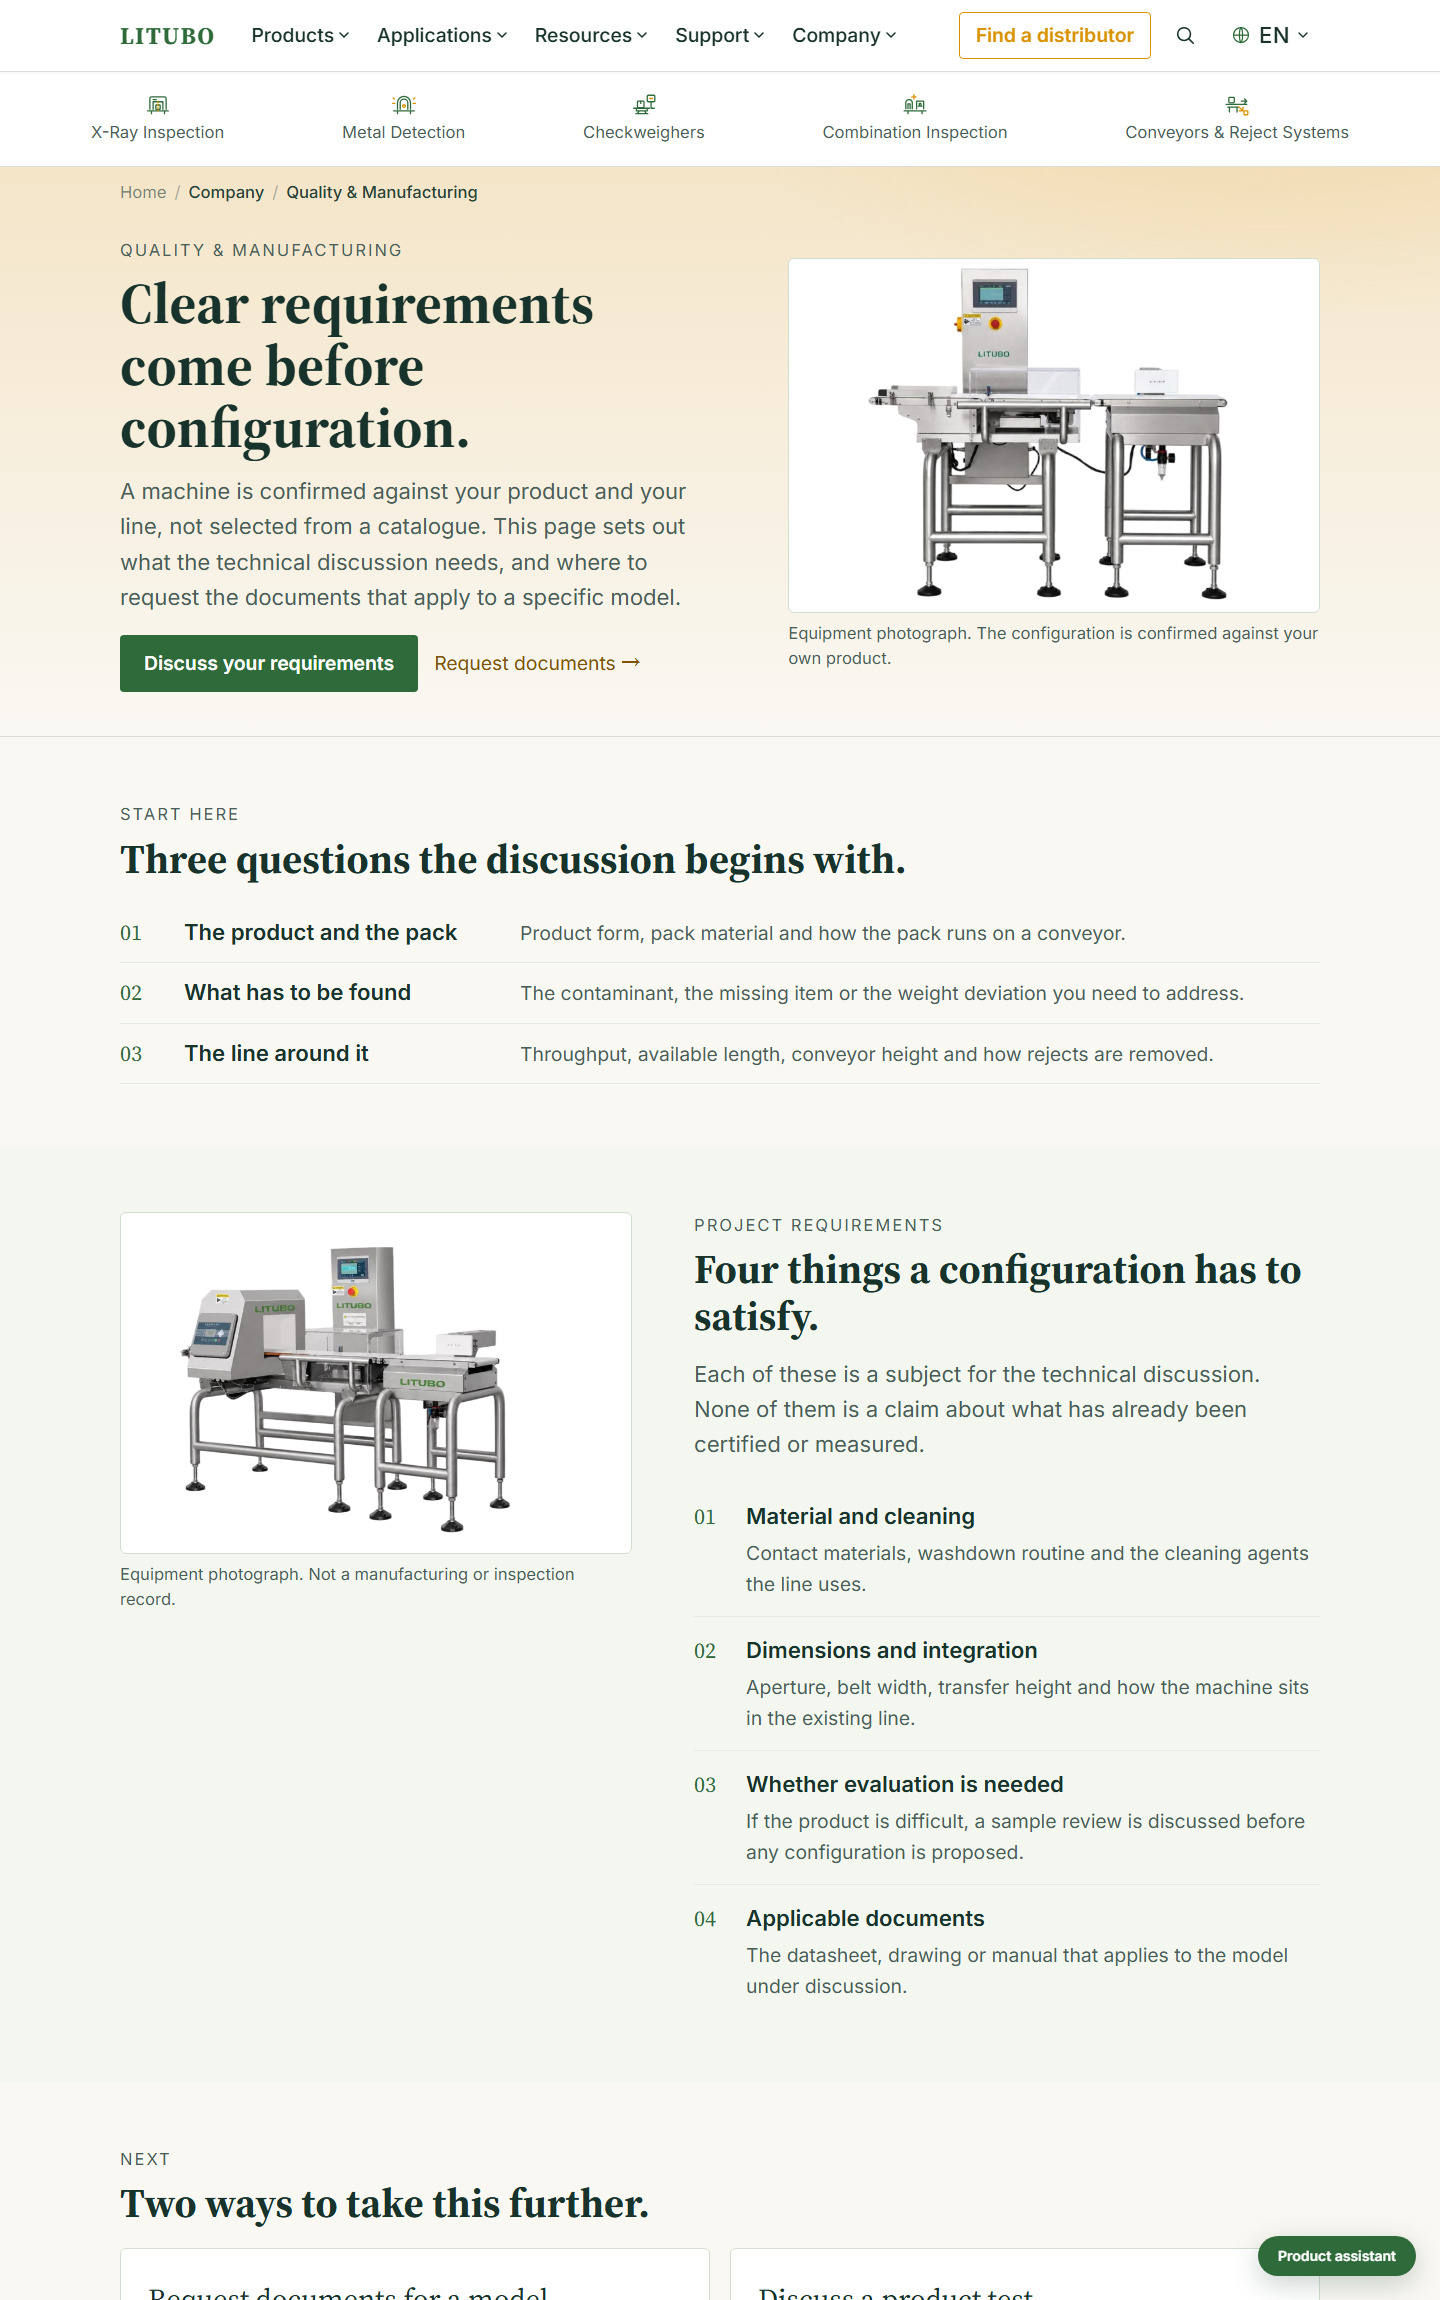 LITUBO
Products
Applications
Resources
Support
Company
Find a distributor
EN
X-Ray Inspection
Metal Detection
Checkweighers
Combination Inspection
Conveyors & Reject Systems
Home / Company / Quality & Manufacturing
QUALITY & MANUFACTURING
Clear requirements
come before
configuration.
A machine is confirmed against your product and your
line, not selected from a catalogue. This page sets out
what the technical discussion needs, and where to
request the documents that apply to a specific model.
Discuss your requirements
Request documents →
LITUBO
Equipment photograph. The configuration is confirmed against your
own product.
START HERE
Three questions the discussion begins with.
01 The product and the pack Product form, pack material and how the pack runs on a conveyor.
02 What has to be found The contaminant, the missing item or the weight deviation you need to address.
03 The line around it Throughput, available length, conveyor height and how rejects are removed.
LITUBO
LITUBO
LITUBO
Equipment photograph. Not a manufacturing or inspection
record.
PROJECT REQUIREMENTS
Four things a configuration has to
satisfy.
Each of these is a subject for the technical discussion.
None of them is a claim about what has already been
certified or measured.
01 Material and cleaning
Contact materials, washdown routine and the cleaning agents
the line uses.
02 Dimensions and integration
Aperture, belt width, transfer height and how the machine sits
in the existing line.
03 Whether evaluation is needed
If the product is difficult, a sample review is discussed before
any configuration is proposed.
04 Applicable documents
The datasheet, drawing or manual that applies to the model
under discussion.
NEXT
Two ways to take this further.
Request documents for a model
Discuss a product test
Product assistant